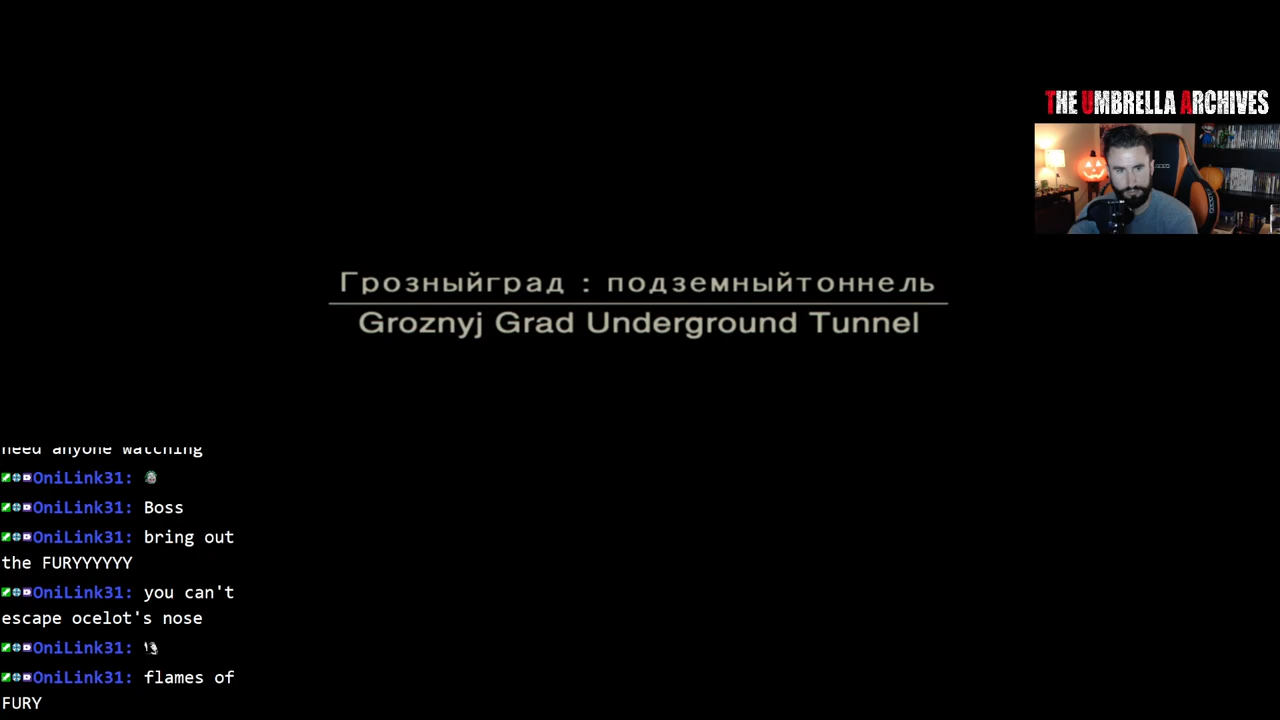 THE UMBRELLA ARCHIVES
Грозныйград : подземныйтоннель
Groznyj Grad Underground Tunnel
need anyone watching
OniLink31:
OniLink31: Boss
OniLink31: bring out
the FURYYYYYY
OniLink31: you can't
escape ocelot's nose
OniLink31:
OniLink31: flames of
FURY